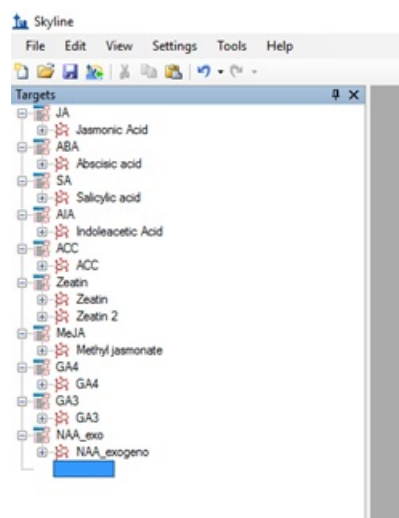 Skyline
File Edit View Settings Tools Help
Targets
JA
Jasmonic Acid
ABA
Abscisic acid
SA
Salicylic acid
AIA
Indoleacetic Acid
ACC
ACC
Zeatin
Zeatin
Zeatin 2
MeJA
Methyl jasmonate
GA4
GA4
GA3
GA3
NAA_exo
NAA_exogeno